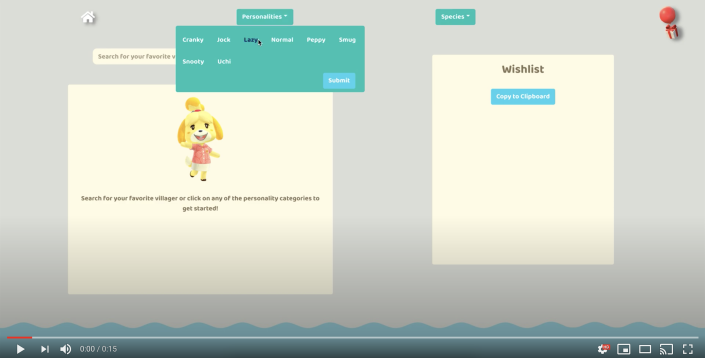 Personalities
Species
Cranky Jock Lazy Normal Peppy Smug
Snooty Uchi
Submit
Search for your favorite v
Wishlist
Copy to Clipboard
Search for your favorite villager or click on any of the personality categories to
get started!
0:00 / 0:15